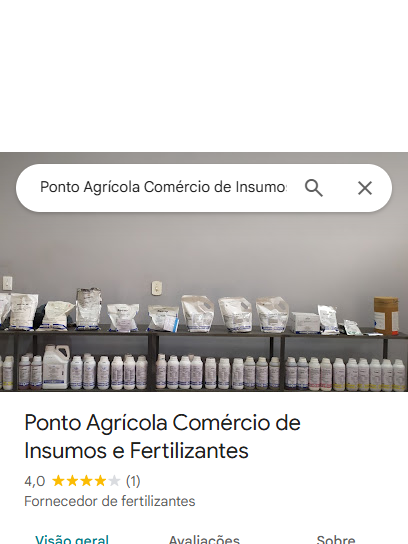 Ponto Agrícola Comércio de Insumos
Ponto Agrícola Comércio de
Insumos e Fertilizantes
4,0 (1)
Fornecedor de fertilizantes
Visão geral Avaliações Sobre